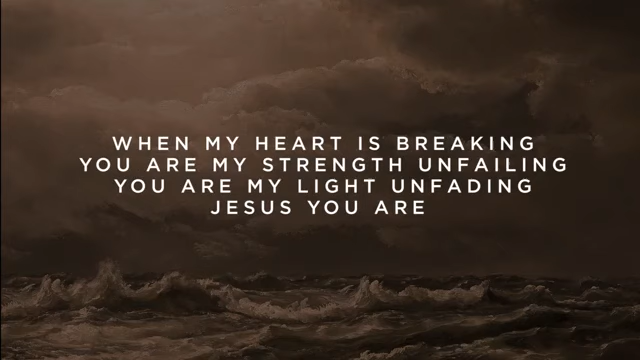 WHEN MY HEART IS BREAKING
YOU ARE MY STRENGTH UNFAILING
YOU ARE MY LIGHT UNFADING
JESUS YOU ARE